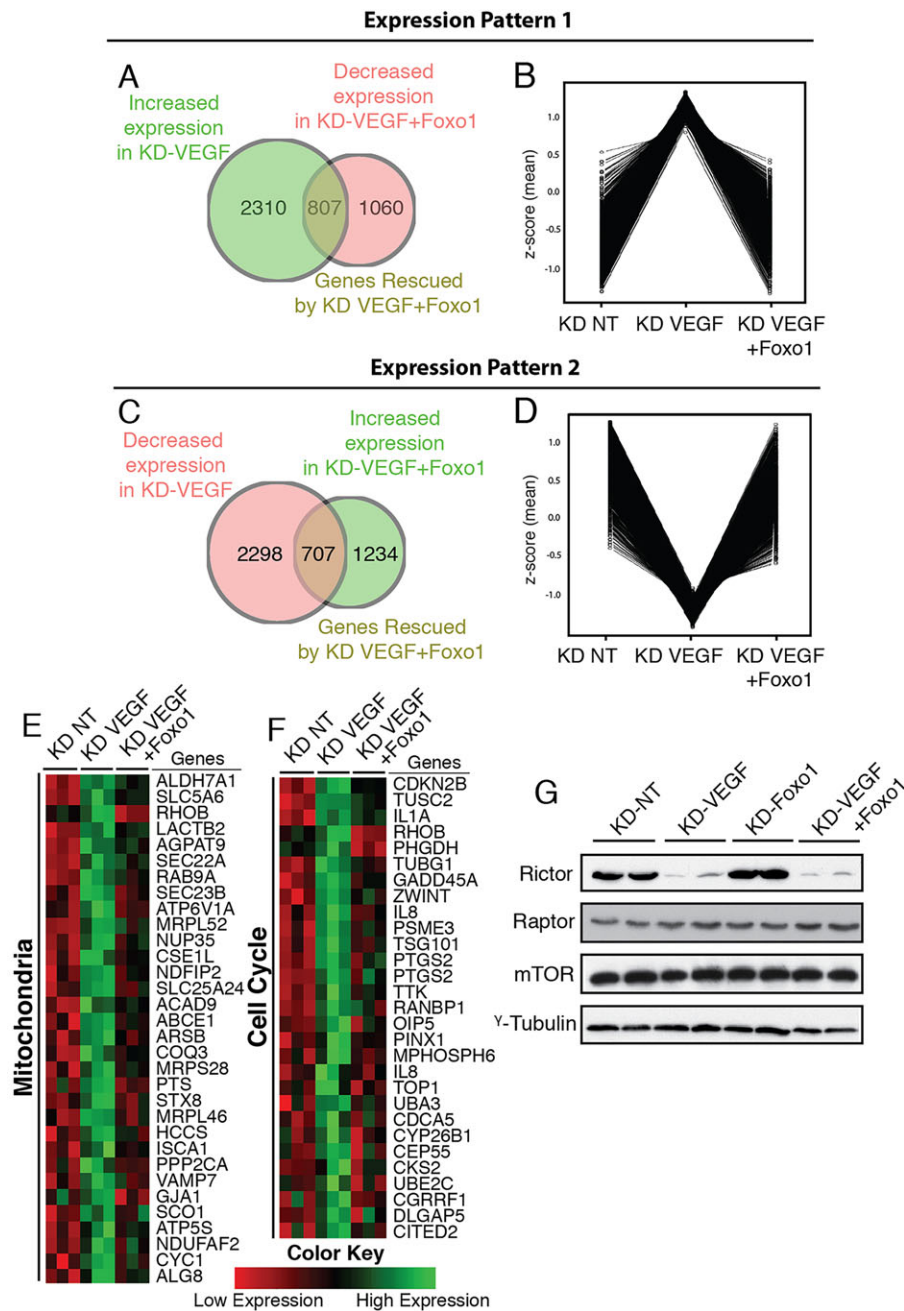 Expression Pattern 1
A
Increased
expression
in KD-VEGF
Decreased
expression
in KD-VEGF+Foxo1
2310
807
1060
Genes Rescued
by KD VEGF+Foxo1
B
z-score (mean)
1.0
0.5
0.0
-0.5
-1.0
KD NT
KD VEGF
KD VEGF
+Foxo1
Expression Pattern 2
C
Decreased
expression
in KD-VEGF
Increased
expression
in KD-VEGF+Foxo1
2298
707
1234
Genes Rescued
by KD VEGF+Foxo1
D
z-score (mean)
1.0
0.5
0.0
-0.5
-1.0
KD NT
KD VEGF
KD VEGF
+Foxo1
E
KD NT
KD VEGF
KD VEGF
+Foxo1
Genes
Mitochondria
ALDH7A1
SLC5A6
RHOB
LACTB2
AGPAT9
SEC22A
RAB9A
SEC23B
ATP6V1A
MRPL52
NUP35
CSE1L
NDFIP2
SLC25A24
ACAD9
ABCE1
ARSB
COQ3
MRPS28
PTS
STX8
MRPL46
HCCS
ISCA1
PPP2CA
VAMP7
GJA1
SCO1
ATP5S
NDUFAF2
CYC1
ALG8
F
KD NT
KD VEGF
KD VEGF
+Foxo1
Genes
Cell Cycle
CDKN2B
TUSC2
IL1A
RHOB
PHGDH
TUBG1
GADD45A
ZWINT
IL8
PSME3
TSG101
PTGS2
PTGS2
TTK
RANBP1
OIP5
PINX1
MPHOSPH6
IL8
TOP1
UBA3
CDCA5
CYP26B1
CEP55
CKS2
UBE2C
CGRRF1
DLGAP5
CITED2
Color Key
Low Expression
High Expression
G
KD-NT
KD-VEGF
KD-Foxo1
KD-VEGF
+Foxo1
Rictor
Raptor
mTOR
γ-Tubulin